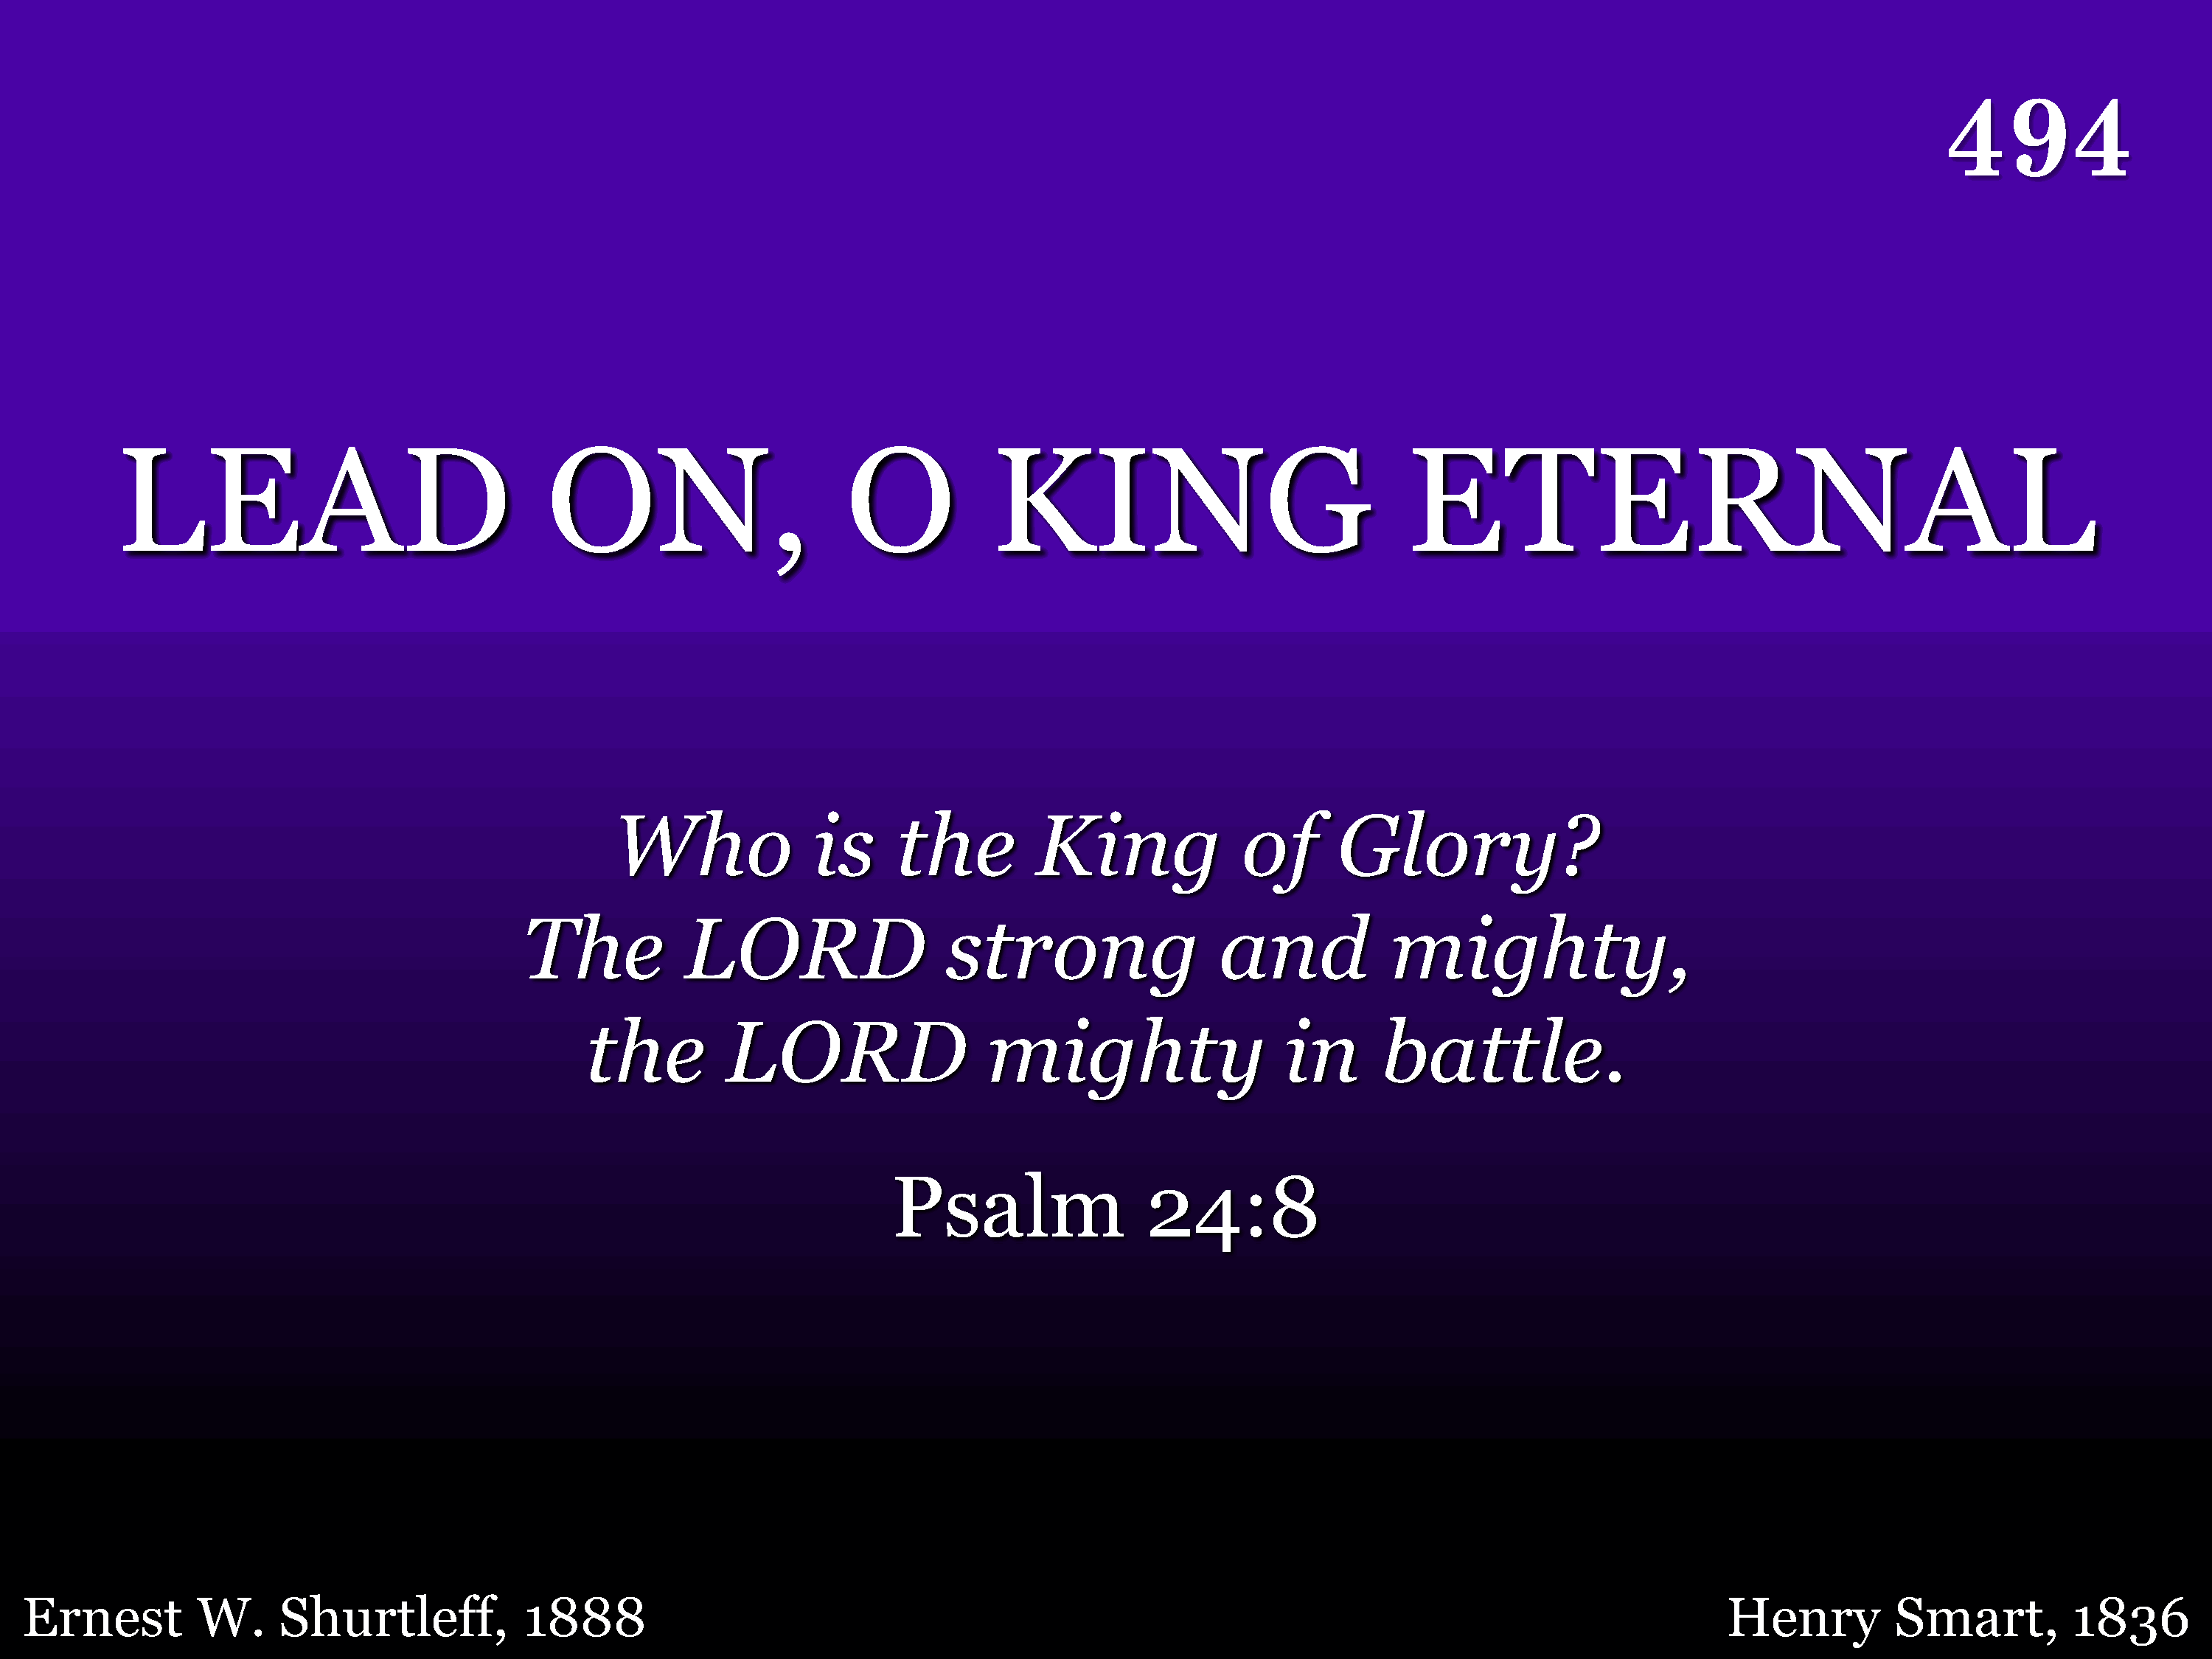 494
LEAD ON, O KING ETERNAL
Who is the King of Glory?
The LORD strong and mighty,
the LORD mighty in battle.
Psalm 24:8
Ernest W. Shurtleff, 1888
Henry Smart, 1836